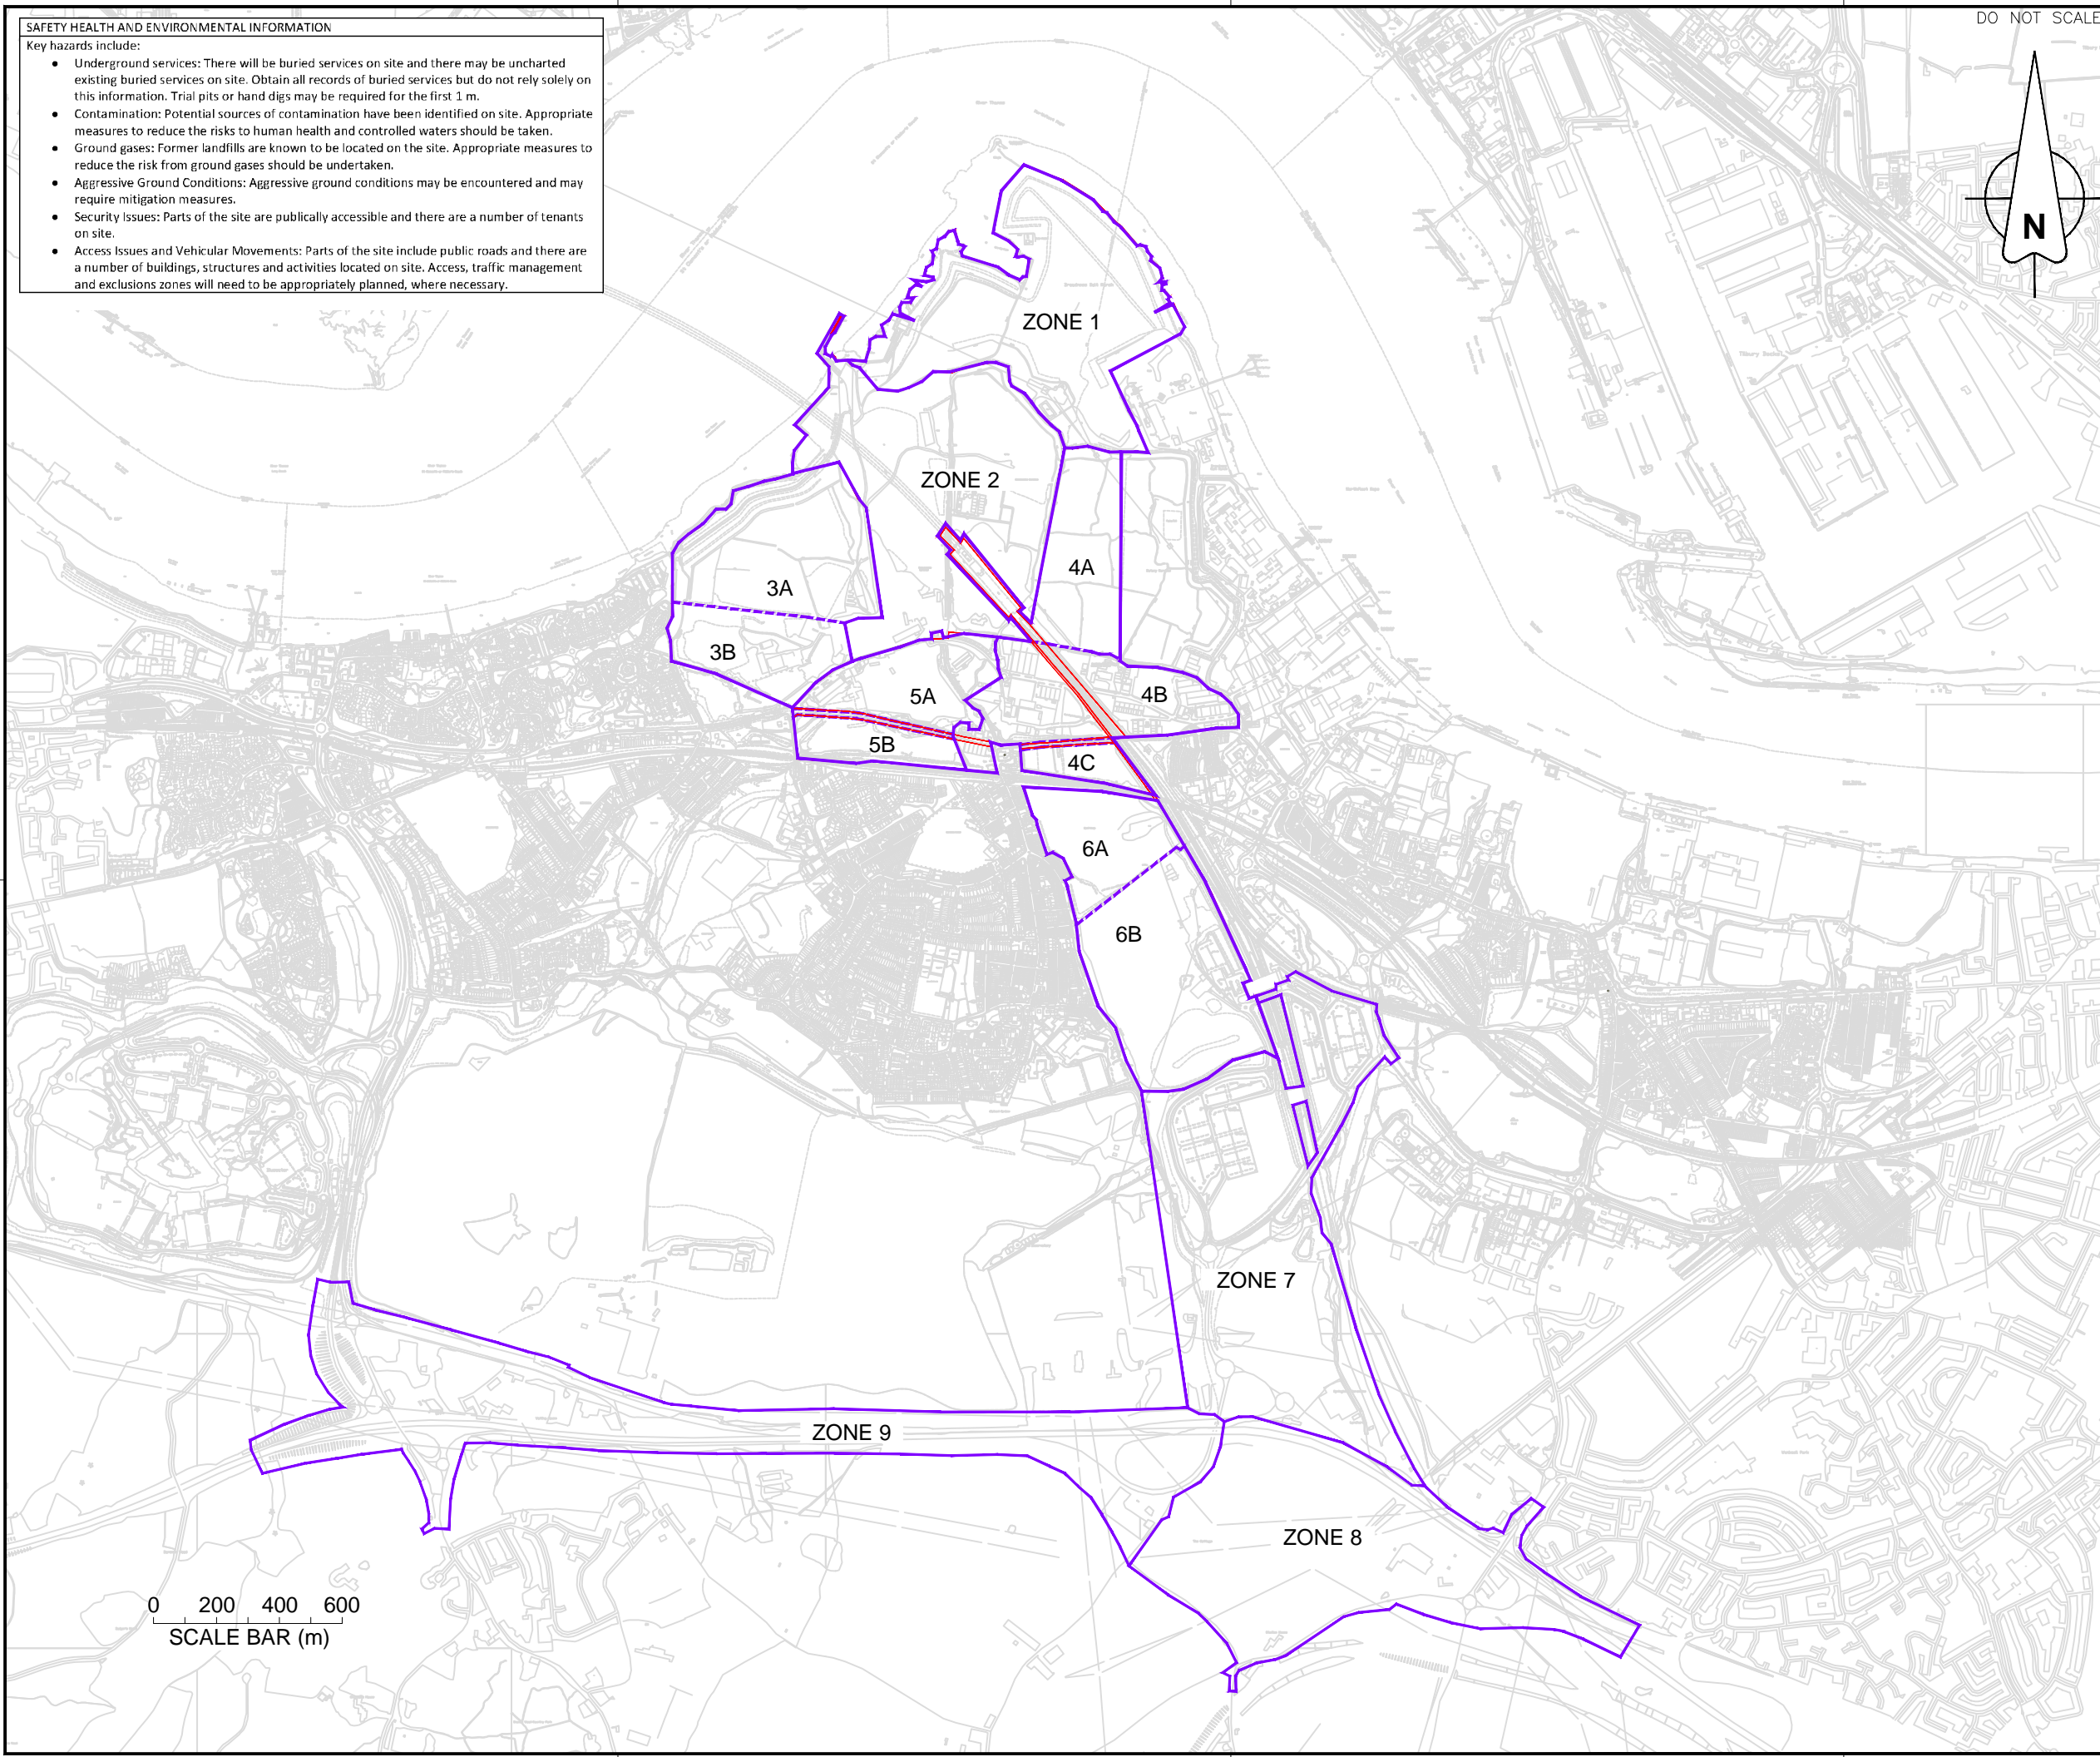 SAFETY HEALTH AND ENVIRONMENTAL INFORMATION
Key hazards include:
● Underground services: There will be buried services on site and there may be uncharted
existing buried services on site. Obtain all records of buried services but do not rely solely on
this information. Trial pits or hand digs may be required for the first 1 m.
● Contamination: Potential sources of contamination have been identified on site. Appropriate
measures to reduce the risks to human health and controlled waters should be taken.
● Ground gases: Former landfills are known to be located on the site. Appropriate measures to
reduce the risk from ground gases should be undertaken.
● Aggressive Ground Conditions: Aggressive ground conditions may be encountered and may
require mitigation measures.
● Security Issues: Parts of the site are publically accessible and there are a number of tenants
on site.
● Access Issues and Vehicular Movements: Parts of the site include public roads and there are
a number of buildings, structures and activities located on site. Access, traffic management
and exclusions zones will need to be appropriately planned, where necessary.
DO NOT SCALE
N
ZONE 1
ZONE 2
4A
3A
3B
5A
4B
5B
4C
6A
6B
ZONE 7
ZONE 9
ZONE 8
0 200 400 600
SCALE BAR (m)